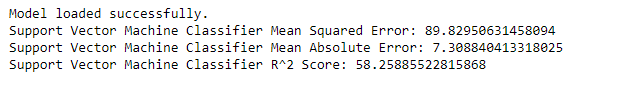 Model loaded successfully.
Support Vector Machine Classifier Mean Squared Error: 89.82950631458094
Support Vector Machine Classifier Mean Absolute Error: 7.308840413318025
Support Vector Machine Classifier R^2 Score: 58.25885522815868